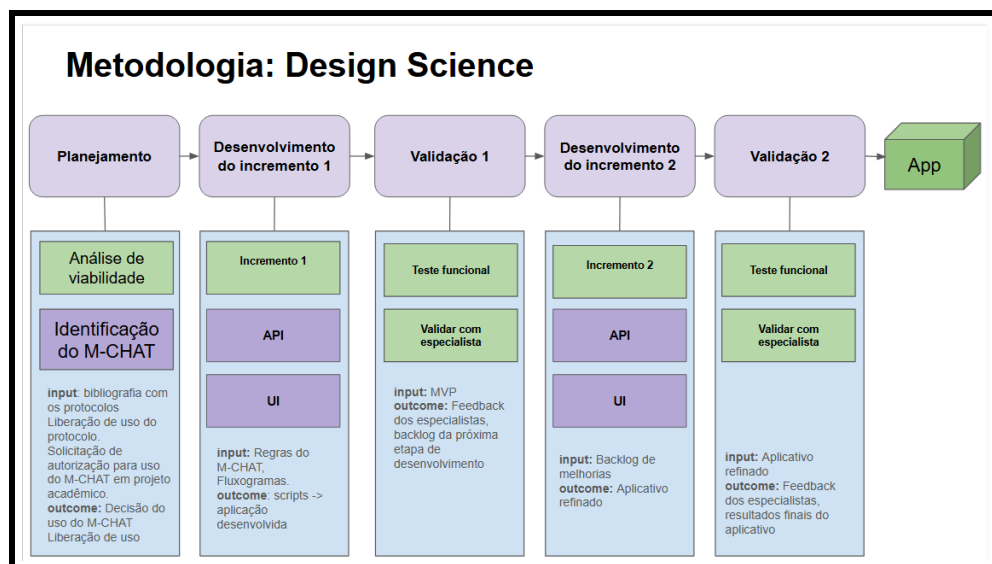 Metodologia: Design Science
Planejamento
Desenvolvimento
do incremento 1
Validação 1
Desenvolvimento
do incremento 2
Validação 2
App
Análise de
viabilidade
Identificação
do M-CHAT
input: bibliografia com
os protocolos
Liberação de uso do
protocolo.
Solicitação de
autorização para uso
do M-CHAT em projeto
acadêmico.
outcome: Decisão do
uso do M-CHAT
Liberação de uso
Incremento 1
API
UI
input: Regras do
M-CHAT,
Fluxogramas.
outcome: scripts ->
aplicação
desenvolvida
Teste funcional
Validar com
especialista
input: MVP
outcome: Feedback
dos especialistas,
backlog da próxima
etapa de
desenvolvimento
Incremento 2
API
UI
input: Backlog de
melhorias
outcome: Aplicativo
refinado
Teste funcional
Validar com
especialista
input: Aplicativo
refinado
outcome: Feedback
dos especialistas,
resultados finais do
aplicativo